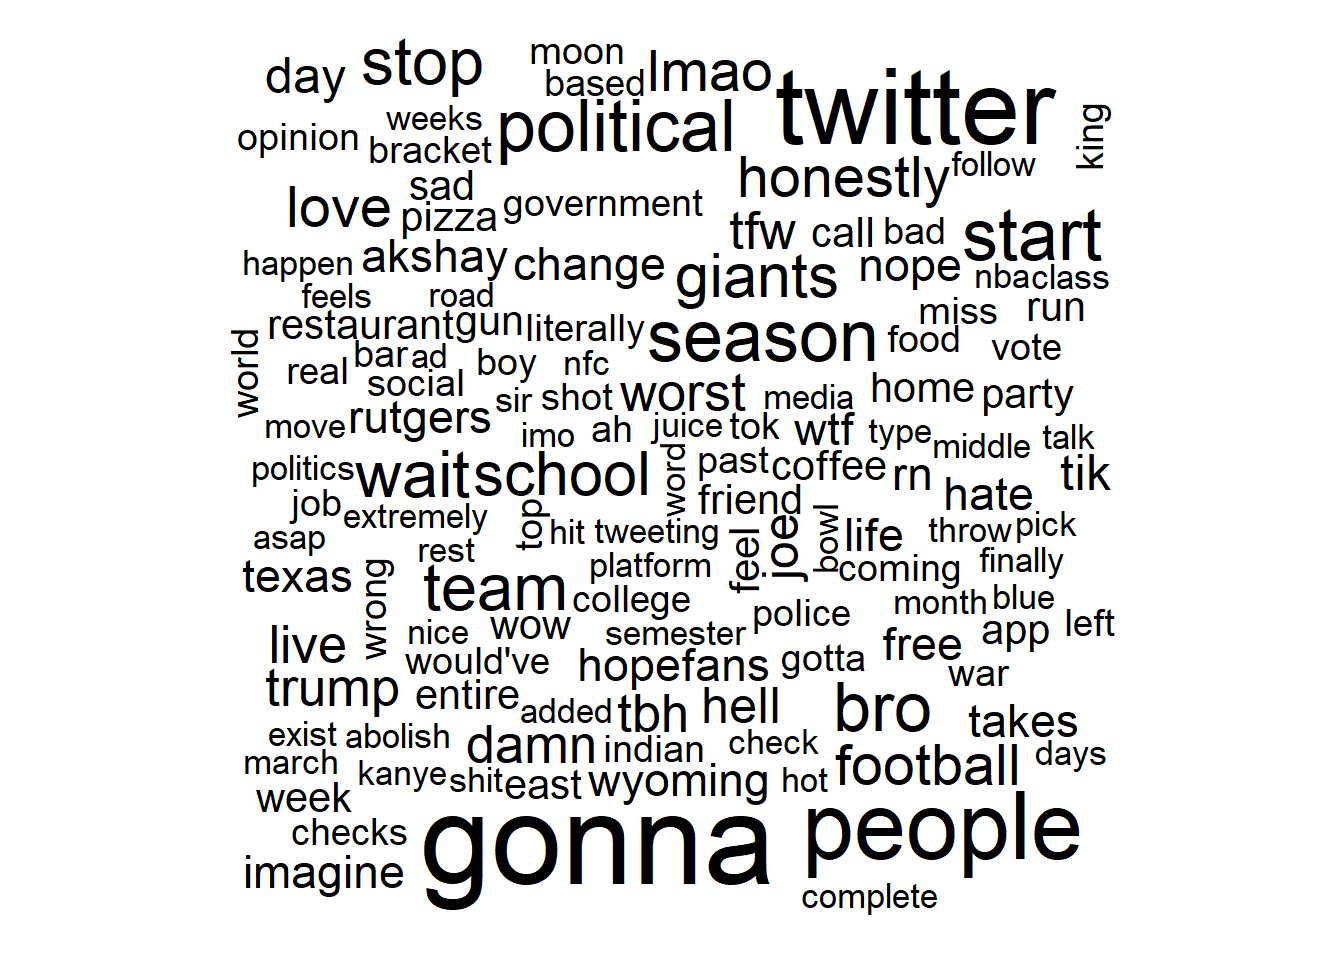 day stop moon
based lmao twitter
opinion weeks political king
bracket honestly follow
love sad
pizza government
tfw call bad start
happen akshay change giants nope nba class
feels road miss run
restaurant gun literally season food vote
world real bar ad boy nfc
social sir shot worst media home party
move rutgers imo ah juice tok wtf type middle talk
politics wait school word past coffee rn tik
job extremely friend hate
asap top hit tweeting feel joe bowl life throw pick
rest platform coming finally
texas wrong team college month blue
live nice wow semester police free app left
would've hope fans gotta war
trump entire added tbh hell bro takes
exist abolish damn indian check football days
march kanye shit east wyoming hot
week
checks gonna people
imagine complete